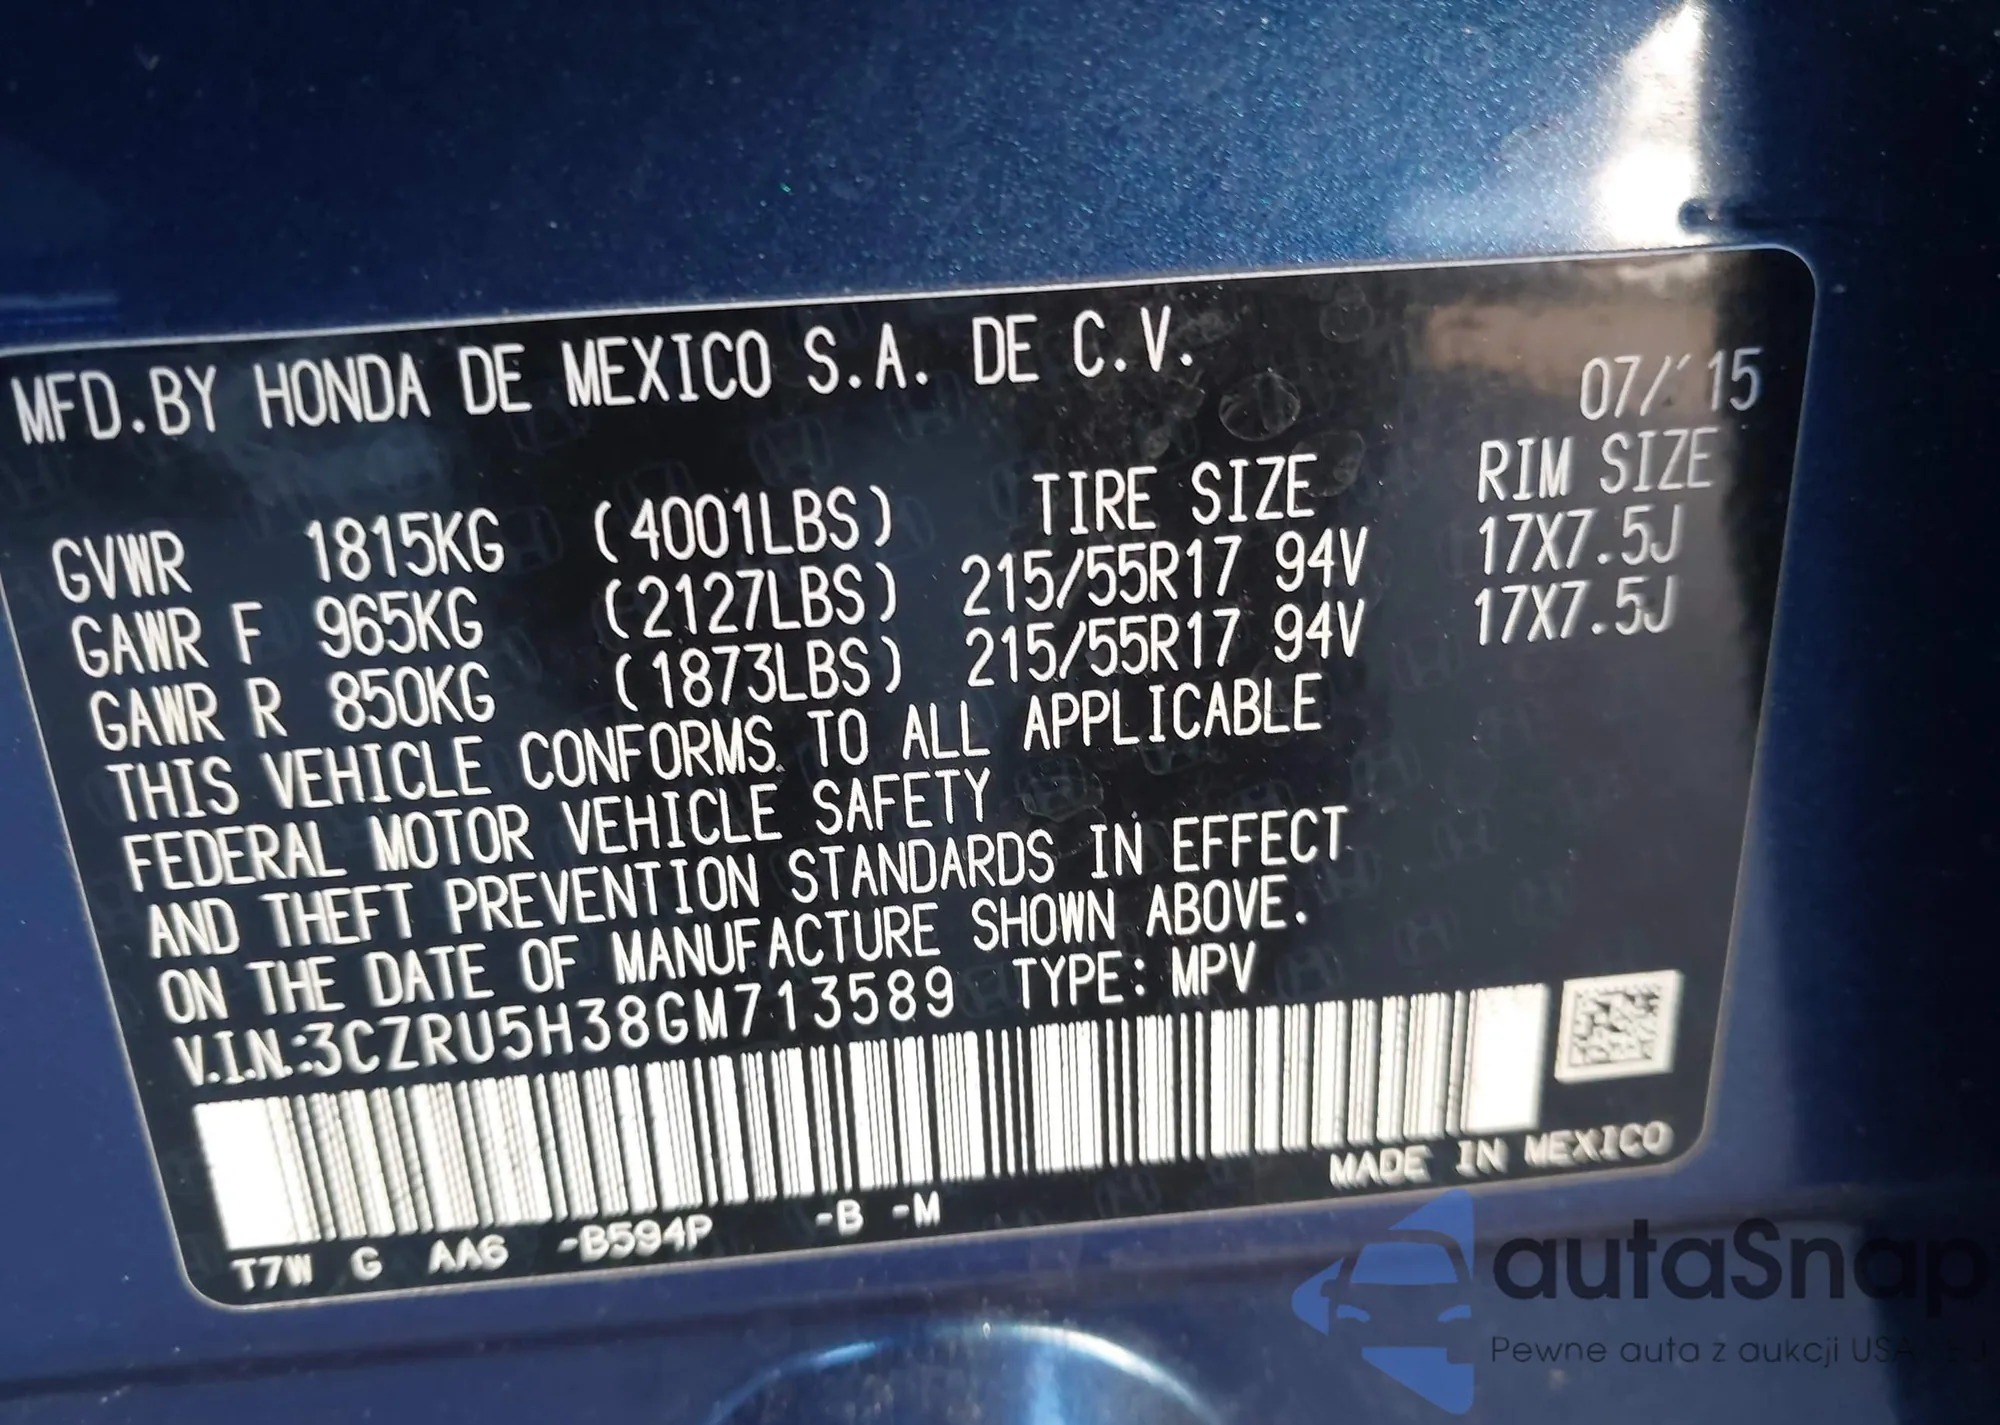 MFD.BY HONDA DE MEXICO S.A. DE C.V.
07/'15
GVWR 1815KG (4001LBS) TIRE SIZE RIM SIZE
GAWR F 965KG (2127LBS) 215/55R17 94V 17X7.5J
GAWR R 850KG (1873LBS) 215/55R17 94V 17X7.5J
THIS VEHICLE CONFORMS TO ALL APPLICABLE
FEDERAL MOTOR VEHICLE SAFETY
AND THEFT PREVENTION STANDARDS IN EFFECT
ON THE DATE OF MANUFACTURE SHOWN ABOVE.
V.I.N.:3CZRU5H38GM713589 TYPE: MPV
MADE IN MEXICO
T7W G AA6 -B594P -B -M
autaSnap
Pewne auta z aukcji USA